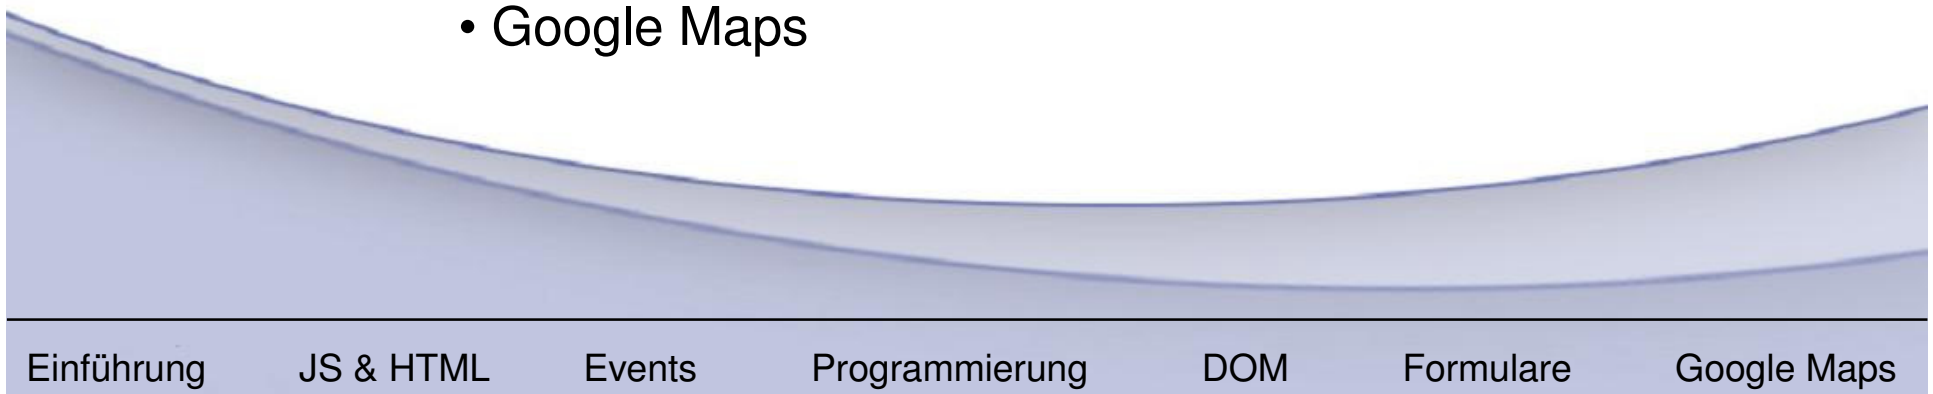 • Google Maps
Einführung JS & HTML Events Programmierung DOM Formulare Google Maps